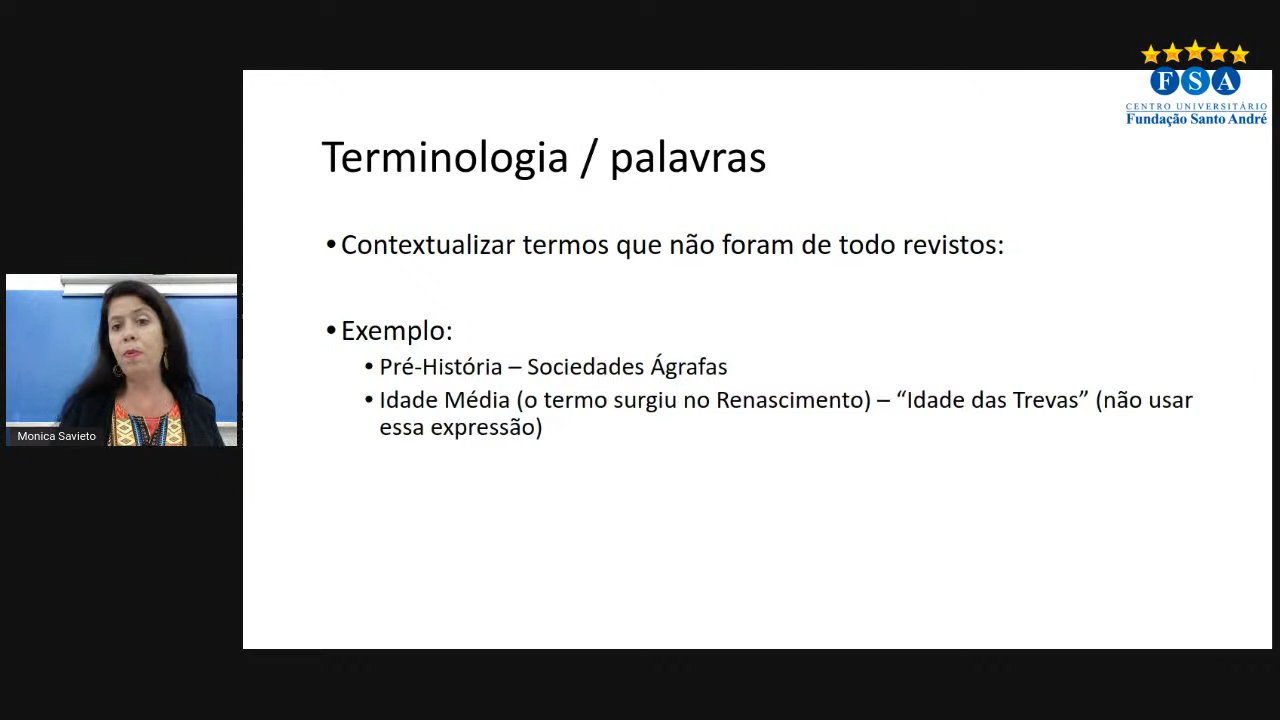 FSA
CENTRO UNIVERSITÁRIO
Fundação Santo André
Terminologia / palavras
•Contextualizar termos que não foram de todo revistos:
•Exemplo:
• Pré-História – Sociedades Ágrafas
• Idade Média (o termo surgiu no Renascimento) – “Idade das Trevas” (não usar
essa expressão)
Monica Savieto